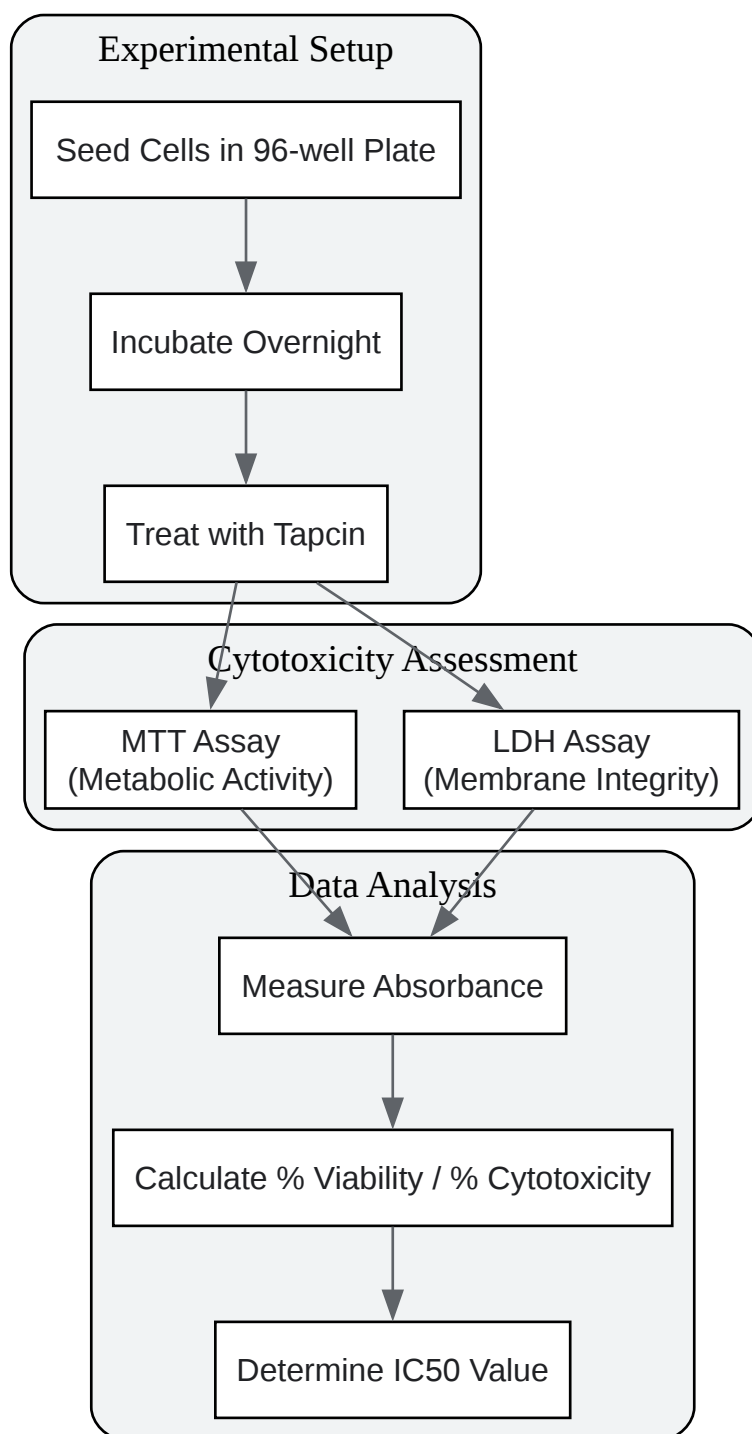 Experimental Setup
Seed Cells in 96-well Plate
Incubate Overnight
Treat with Tapcin
Cytotoxicity Assessment
MTT Assay
(Metabolic Activity)
LDH Assay
(Membrane Integrity)
Data Analysis
Measure Absorbance
Calculate % Viability / % Cytotoxicity
Determine IC50 Value